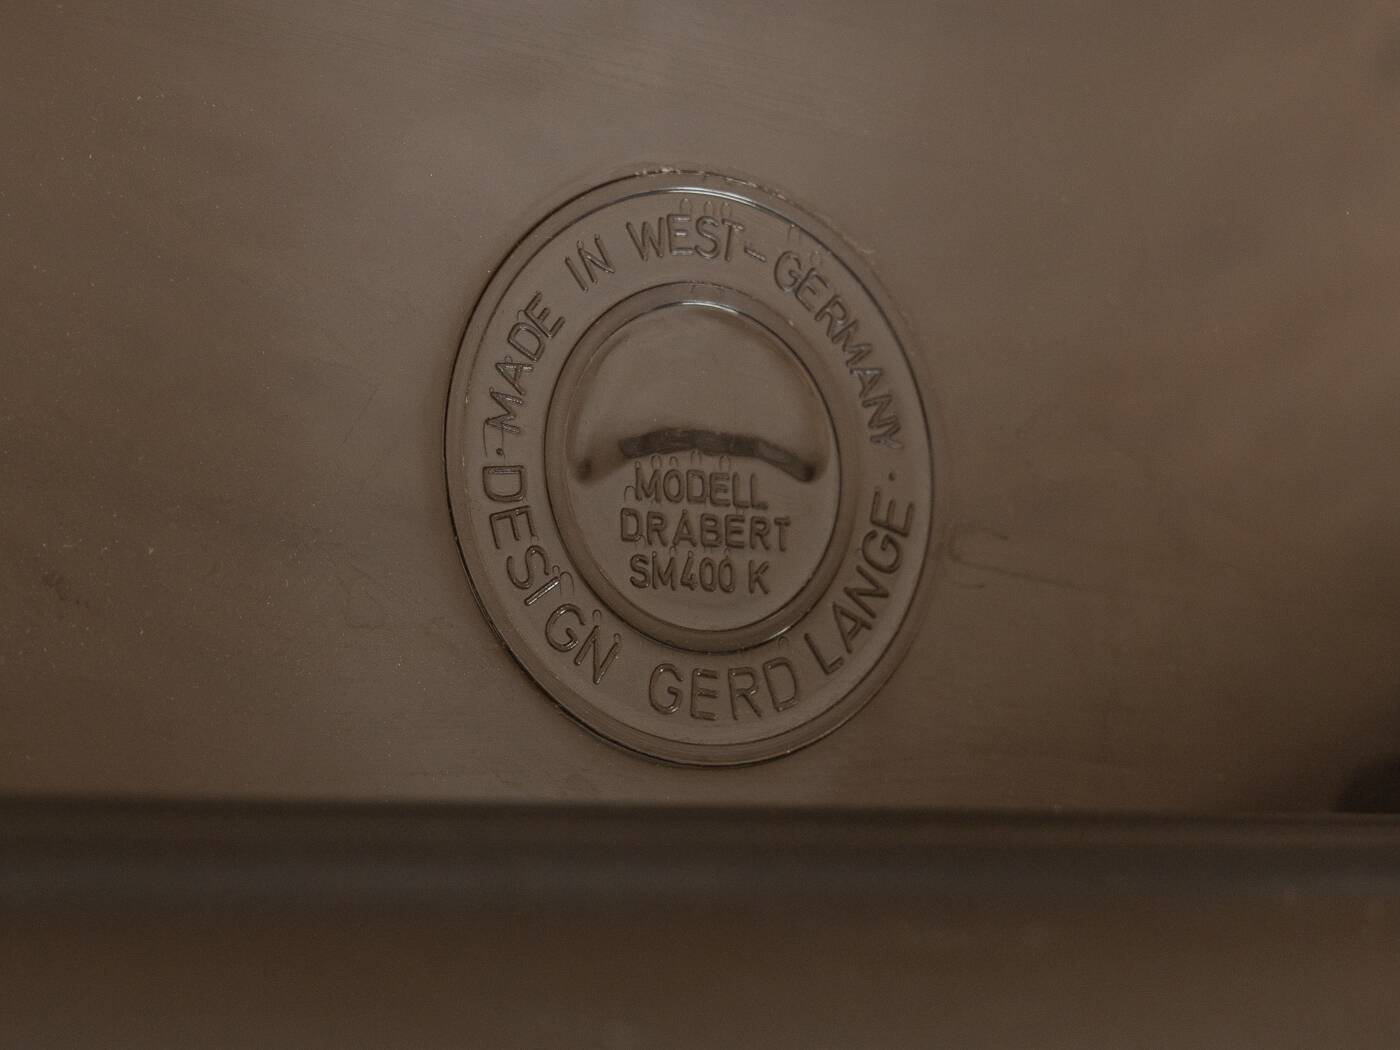 · MADE IN WEST-GERMANY ·
DESIGN GERD LANGE
MODELL
DRABERT
SM400 K